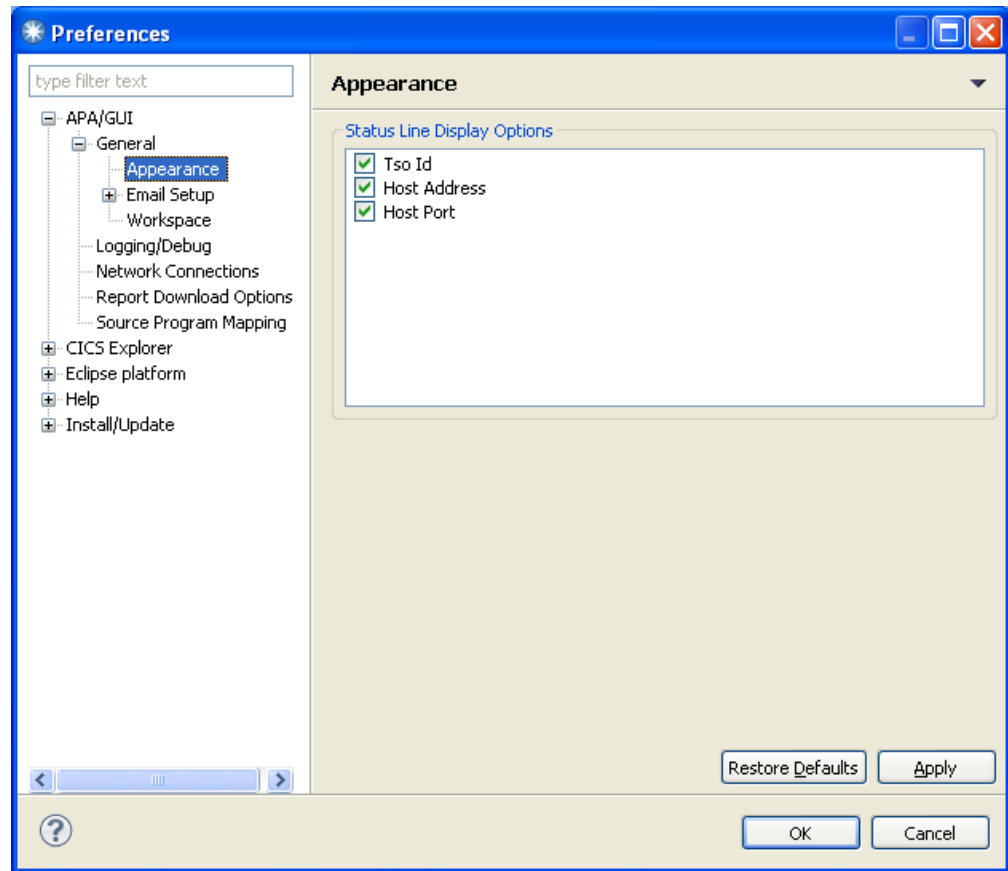 Preferences
type filter text
APA/GUI
General
Appearance
Email Setup
Workspace
Logging/Debug
Network Connections
Report Download Options
Source Program Mapping
CICS Explorer
Eclipse platform
Help
Install/Update
Appearance
Status Line Display Options
Tso Id
Host Address
Host Port
Restore Defaults
Apply
OK
Cancel